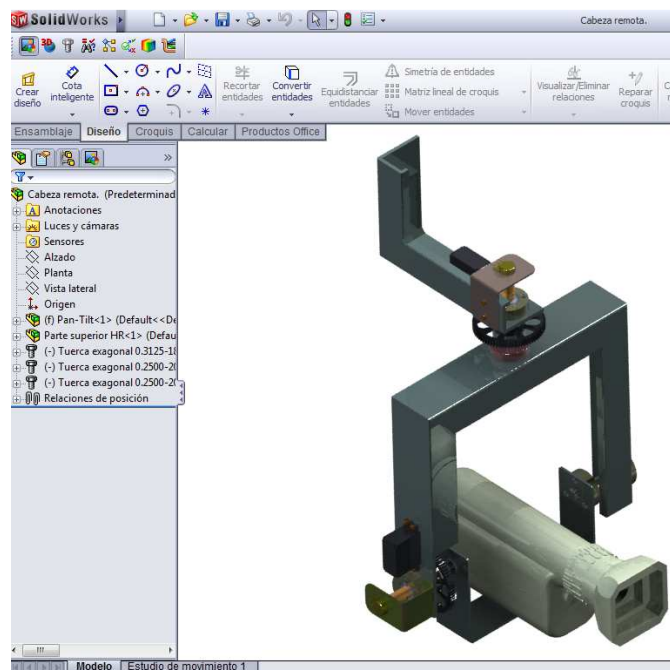 SolidWorks
Cabeza remota.
Crear diseño
Cota inteligente
Recortar entidades
Convertir entidades
Equidistanciar entidades
Simetría de entidades
Matriz lineal de croquis
Mover entidades
Visualizar/Eliminar relaciones
Reparar croquis
Ensamblaje Diseño Croquis Calcular Productos Office
Cabeza remota. (Predeterminad
Anotaciones
Luces y cámaras
Sensores
Alzado
Planta
Vista lateral
Origen
(f) Pan-Tilt<1> (Default<<De
Parte superior HR<1> (Defau
(-) Tuerca exagonal 0.3125-18
(-) Tuerca exagonal 0.2500-20
(-) Tuerca exagonal 0.2500-20
Relaciones de posición
Modelo Estudio de movimiento 1